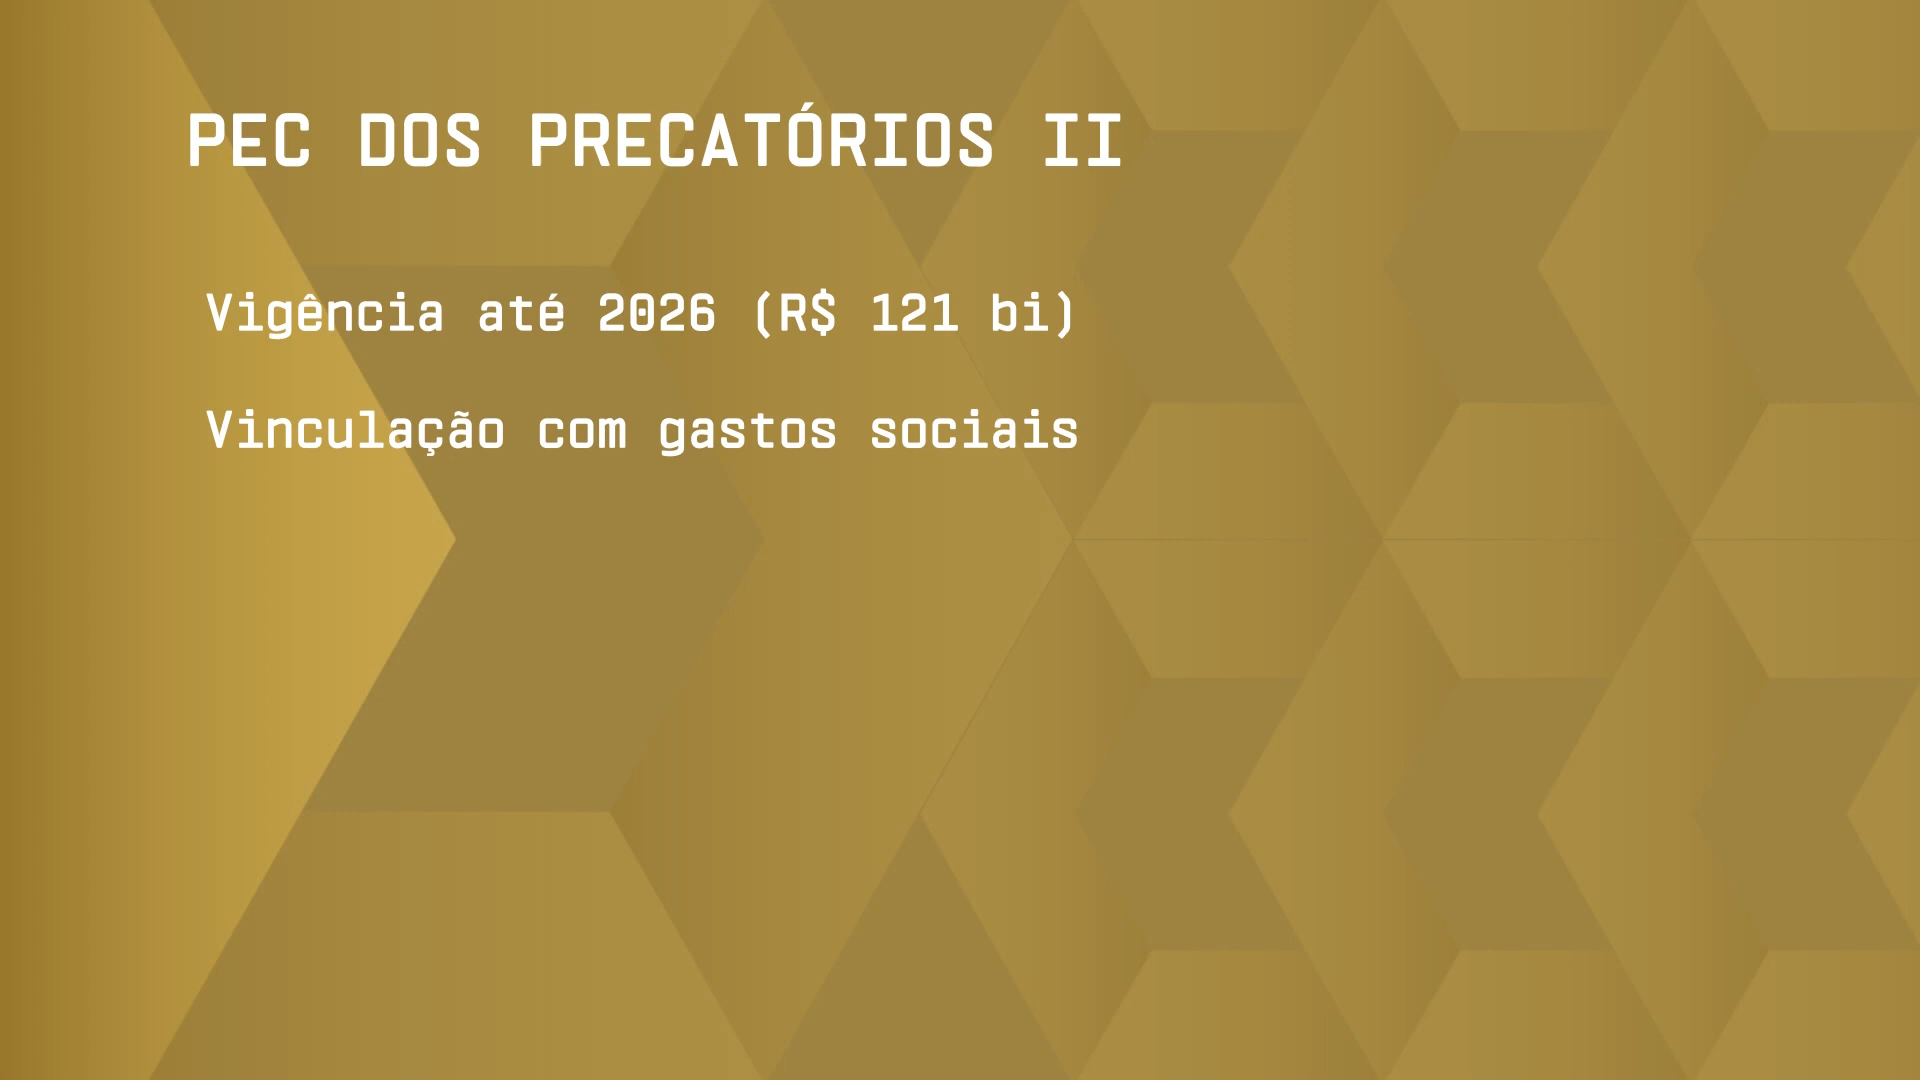 PEC DOS PRECATÓRIOS II
Vigência até 2026 (R$ 121 bi)
Vinculação com gastos sociais